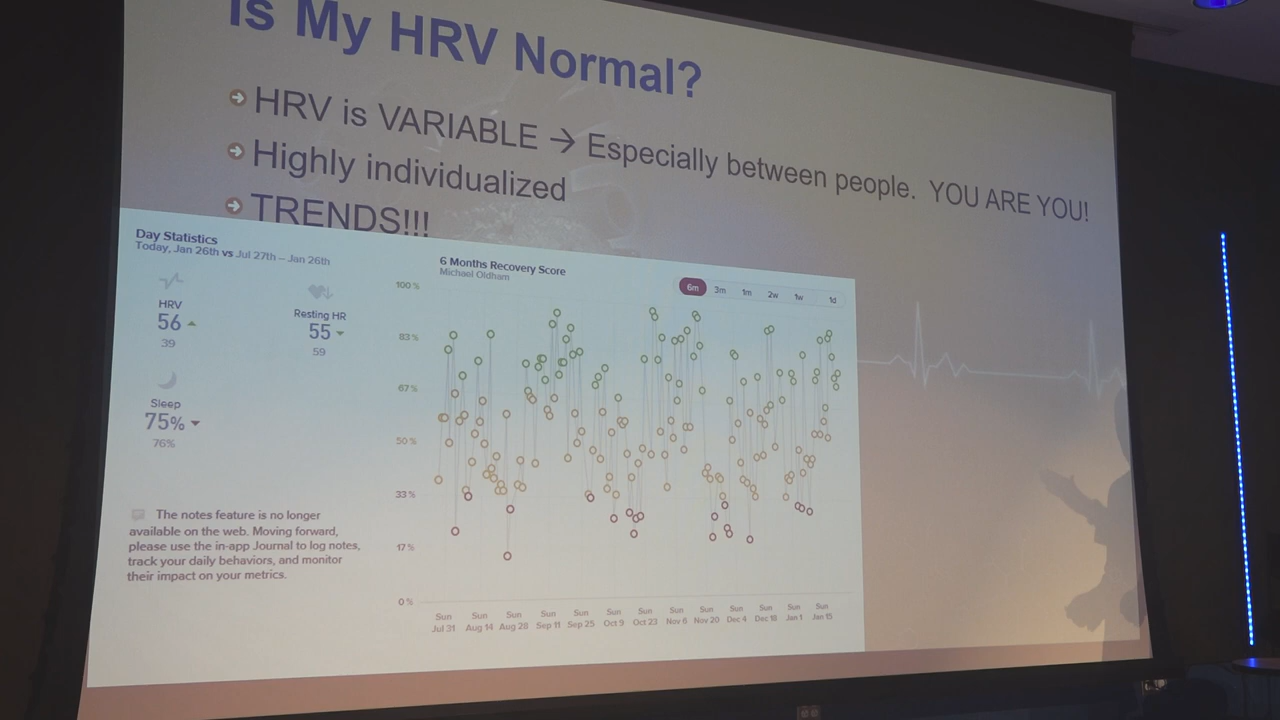 Is My HRV Normal?
HRV is VARIABLE → Especially between people. YOU ARE YOU!
Highly individualized
TRENDS!!!
Day Statistics
Today, Jan 26th vs Jul 27th – Jan 26th
HRV
56
39
Resting HR
55
59
Sleep
75%
76%
The notes feature is no longer
available on the web. Moving forward,
please use the in-app Journal to log notes,
track your daily behaviors, and monitor
their impact on your metrics.
6 Months Recovery Score
Michael Oldham
6m 3m 1m 2w 1w 1d
100 %
83 %
67 %
50 %
33 %
17 %
0 %
Sun Sun Sun Sun Sun Sun Sun Sun Sun Sun Sun Sun Sun
Jul 31 Aug 14 Aug 28 Sep 11 Sep 25 Oct 9 Oct 23 Nov 6 Nov 20 Dec 4 Dec 18 Jan 1 Jan 15